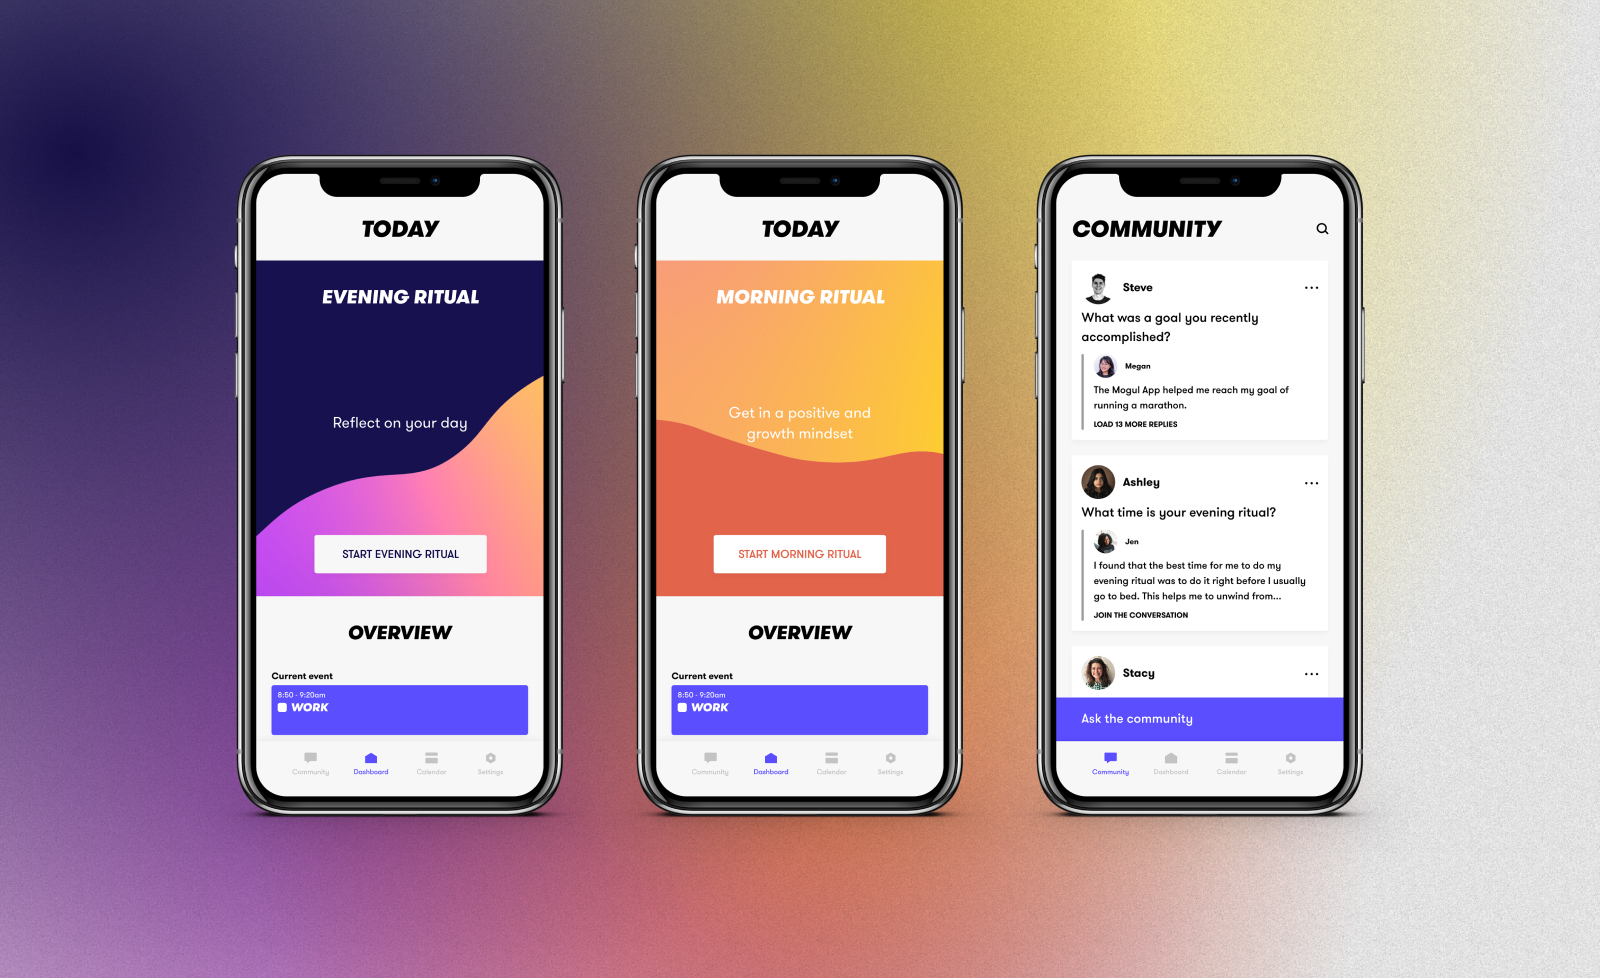 TODAY
EVENING RITUAL
Reflect on your day
START EVENING RITUAL
OVERVIEW
Current event
8:50 - 9:20am
WORK
Community
Dashboard
Calendar
Settings
TODAY
MORNING RITUAL
Get in a positive and
growth mindset
START MORNING RITUAL
OVERVIEW
Current event
8:50 - 9:20am
WORK
Community
Dashboard
Calendar
Settings
COMMUNITY
Steve
What was a goal you recently
accomplished?
Megan
The Mogul App helped me reach my goal of
running a marathon.
LOAD 13 MORE REPLIES
Ashley
What time is your evening ritual?
Jen
I found that the best time for me to do my
evening ritual was to do it right before I usually
go to bed. This helps me to unwind from...
JOIN THE CONVERSATION
Stacy
Ask the community
Community
Dashboard
Calendar
Settings